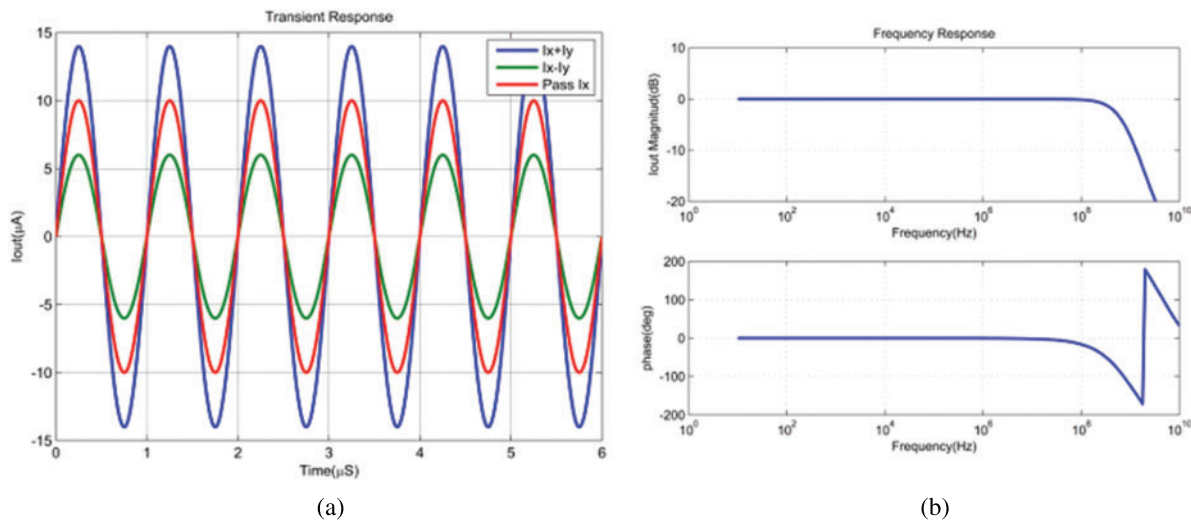 Transient Response
15
10
5
0
-5
-10
-15
Iout(μA)
Ix+Iy
Ix-Iy
Pass Ix
0 1 2 3 4 5 6
Time(μS)
(a)
Frequency Response
10
0
-10
-20
Iout Magnitud(dB)
10^0 10^2 10^4 10^6 10^8 10^10
Frequency(Hz)
200
100
0
-100
-200
phase(deg)
10^0 10^2 10^4 10^6 10^8 10^10
Frequency(Hz)
(b)